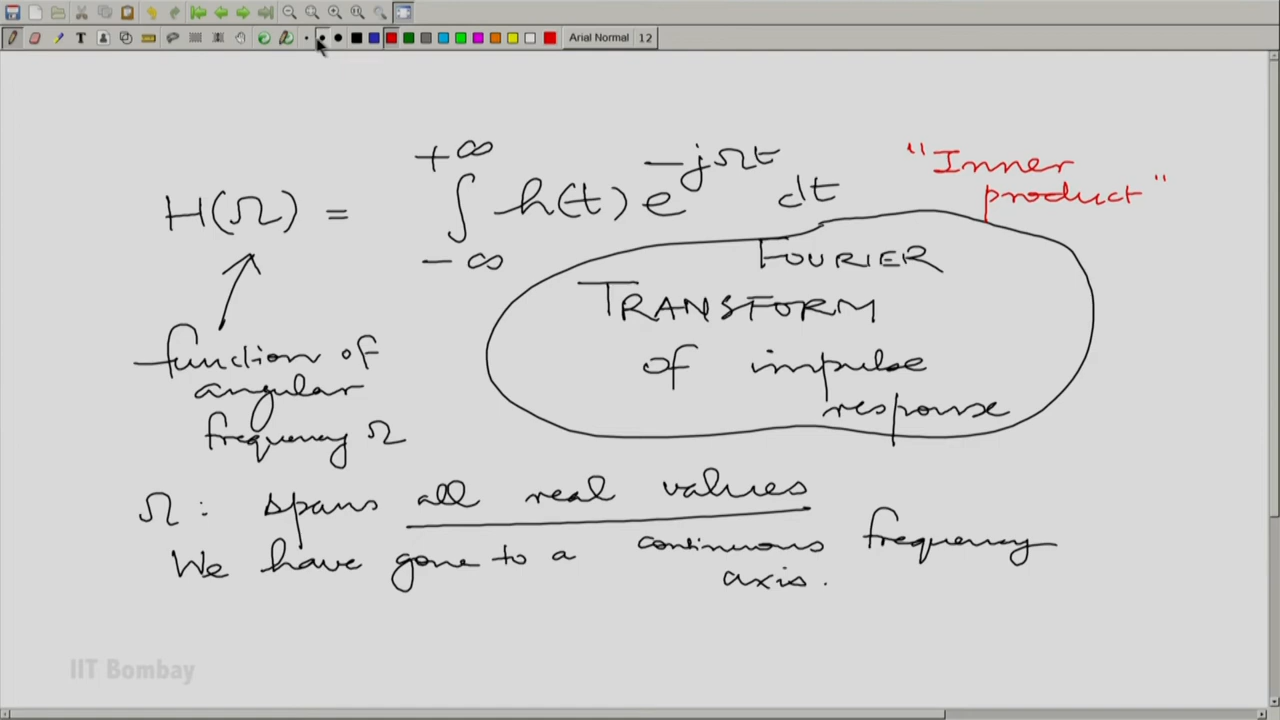 Arial Normal 12
H(Ω) = ∫_{-∞}^{+∞} h(t) e^{-jΩt} dt
"Inner
product"
FOURIER
TRANSFORM
of impulse
response
function of
angular
frequency Ω
Ω : spans all real values
We have gone to a continuous frequency
axis.
IIT Bombay